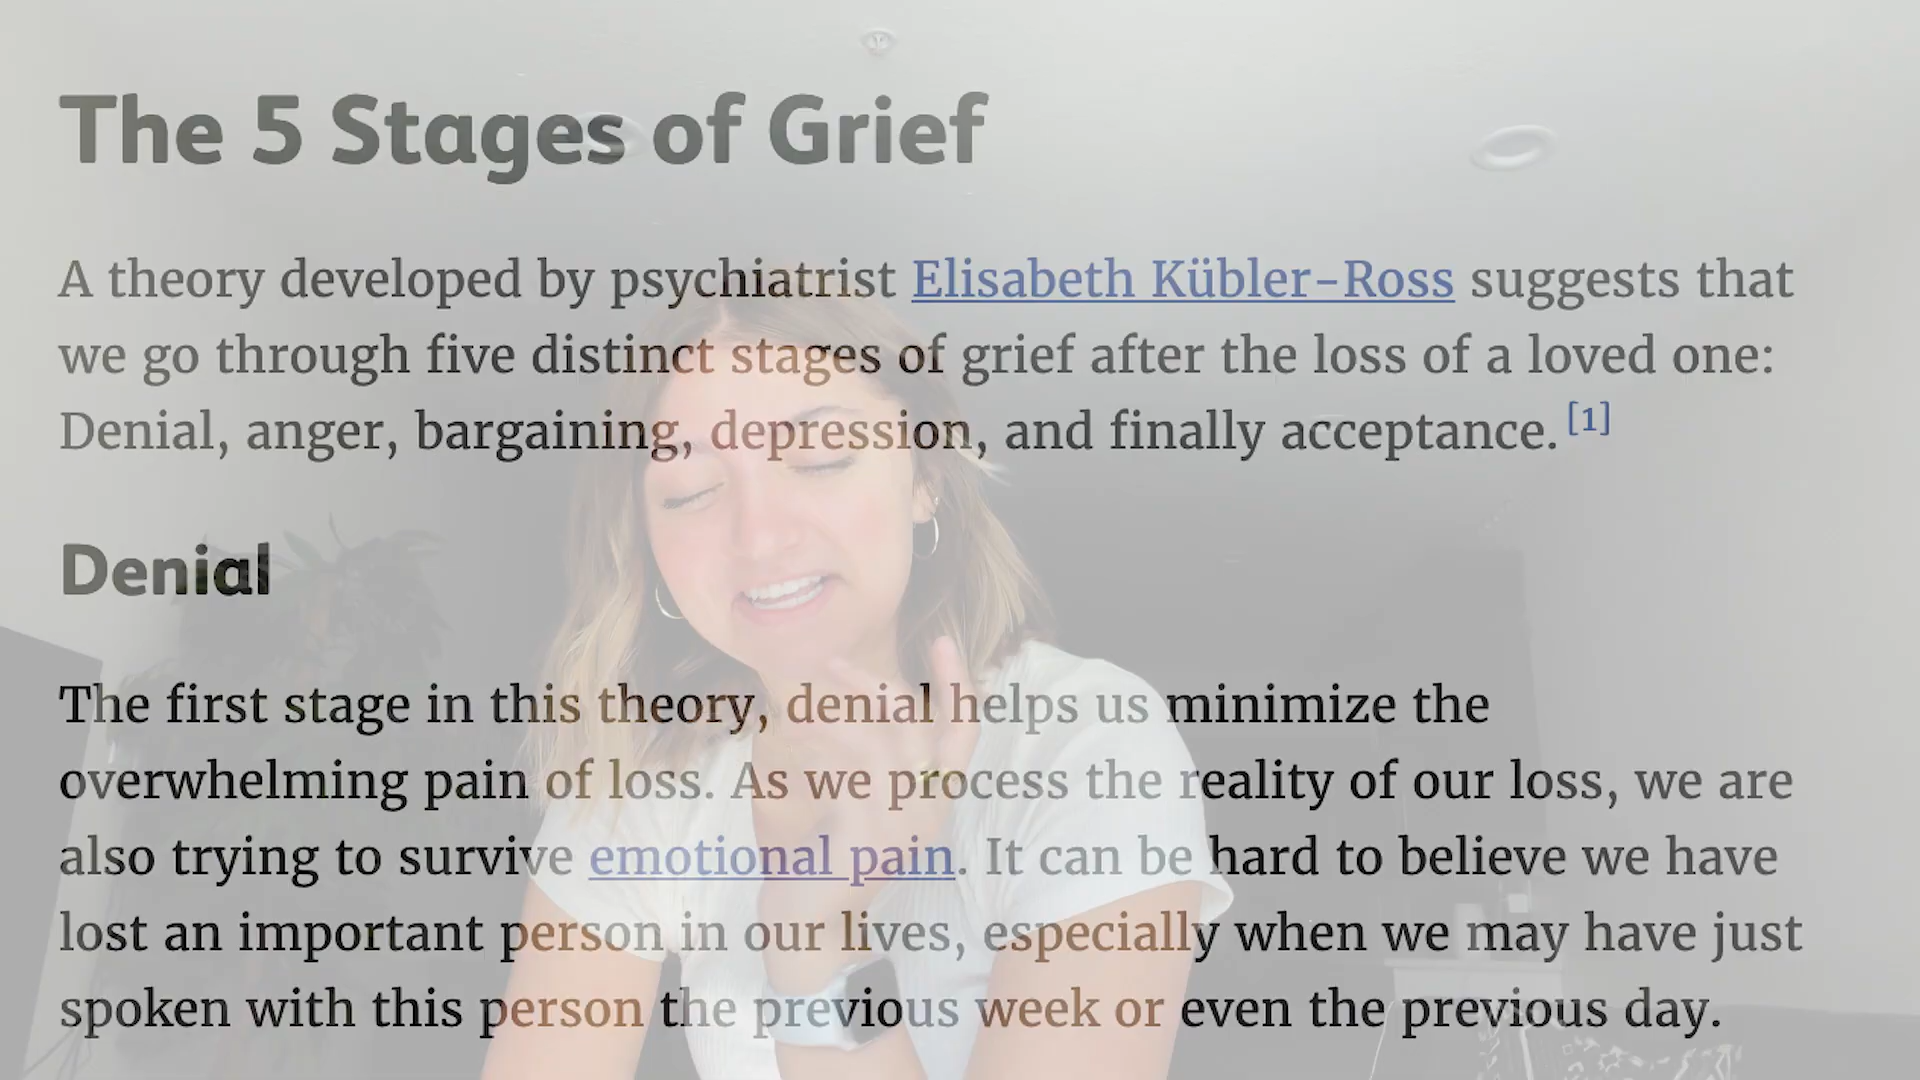 The 5 Stages of Grief
A theory developed by psychiatrist Elisabeth Kübler-Ross suggests that
we go through five distinct stages of grief after the loss of a loved one:
Denial, anger, bargaining, depression, and finally acceptance. [1]
Denial
The first stage in this theory, denial helps us minimize the
overwhelming pain of loss. As we process the reality of our loss, we are
also trying to survive emotional pain. It can be hard to believe we have
lost an important person in our lives, especially when we may have just
spoken with this person the previous week or even the previous day.